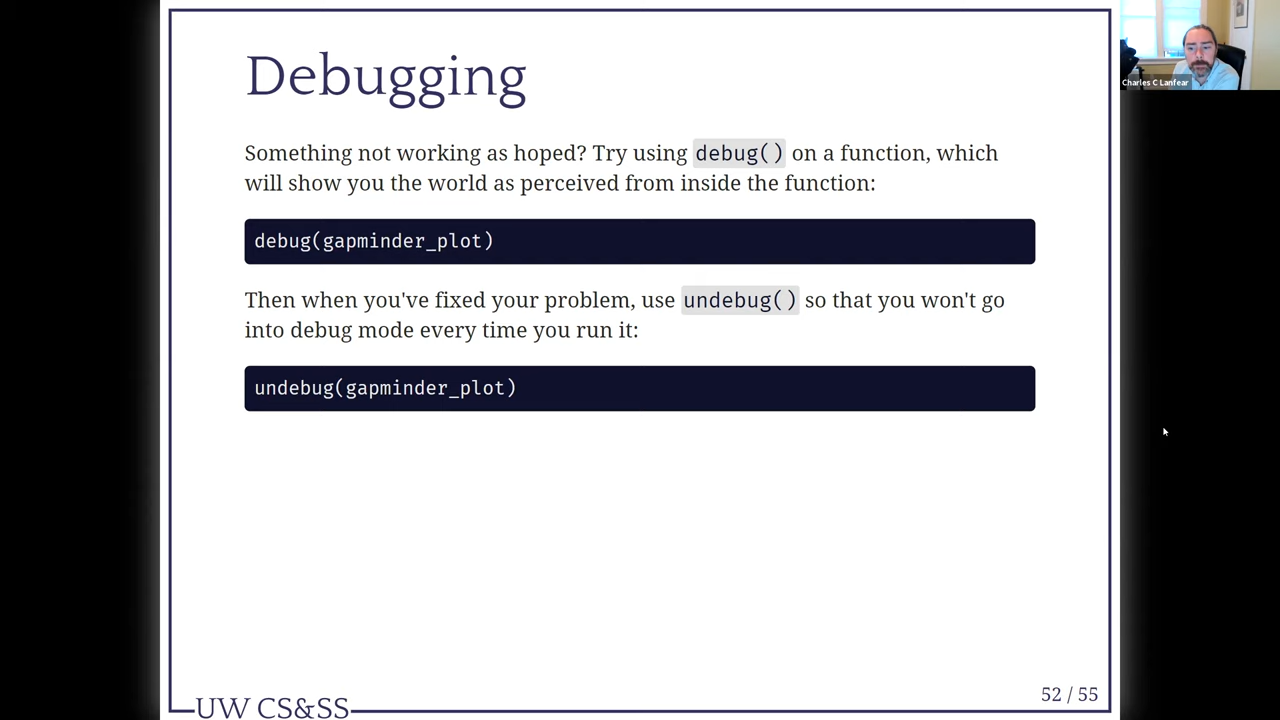 Debugging
Something not working as hoped? Try using debug() on a function, which
will show you the world as perceived from inside the function:
debug(gapminder_plot)
Then when you've fixed your problem, use undebug() so that you won't go
into debug mode every time you run it:
undebug(gapminder_plot)
UW CS&SS
52 / 55
Charles C Lanfear